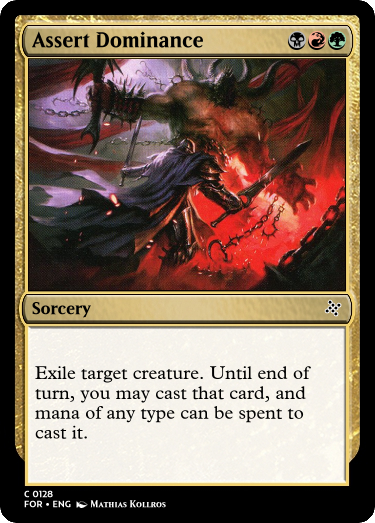 Assert Dominance
Sorcery
Exile target creature. Until end of
turn, you may cast that card, and
mana of any type can be spent to
cast it.
C 0128
FOR • ENG Mathias Kollros